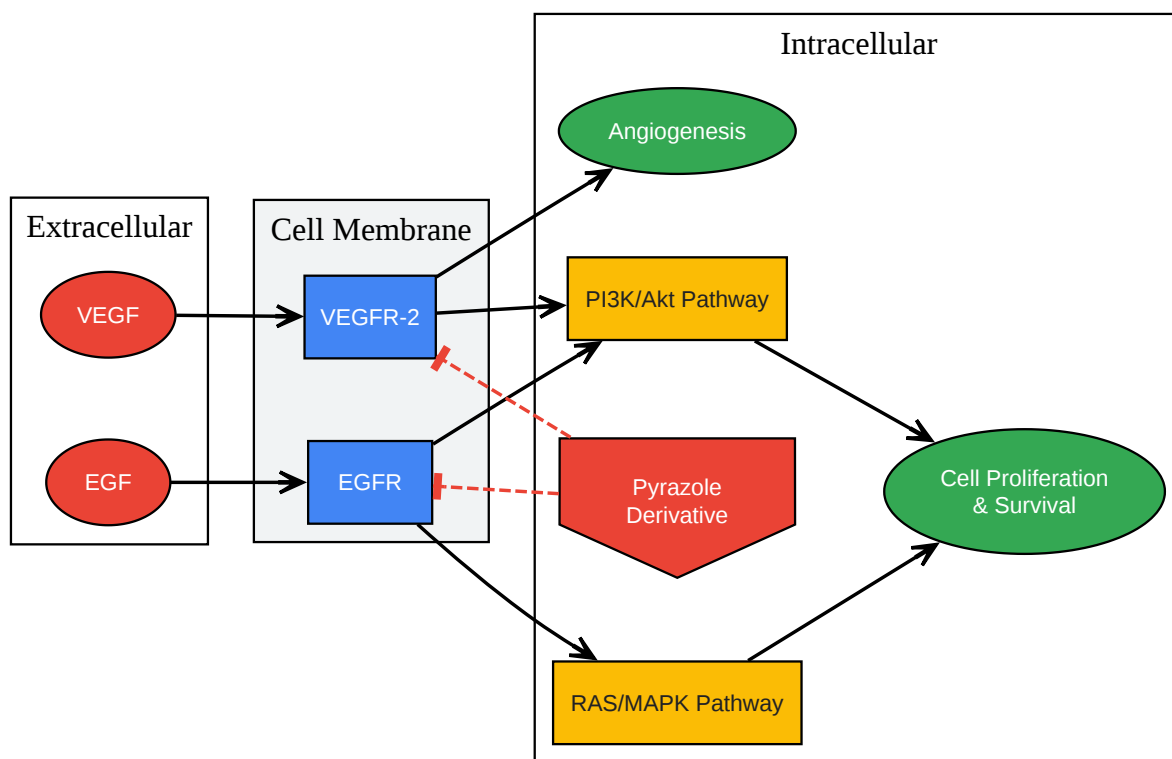 Intracellular
Angiogenesis
Extracellular
Cell Membrane
VEGF
VEGFR-2
PI3K/Akt Pathway
EGF
EGFR
Pyrazole
Derivative
Cell Proliferation
& Survival
RAS/MAPK Pathway